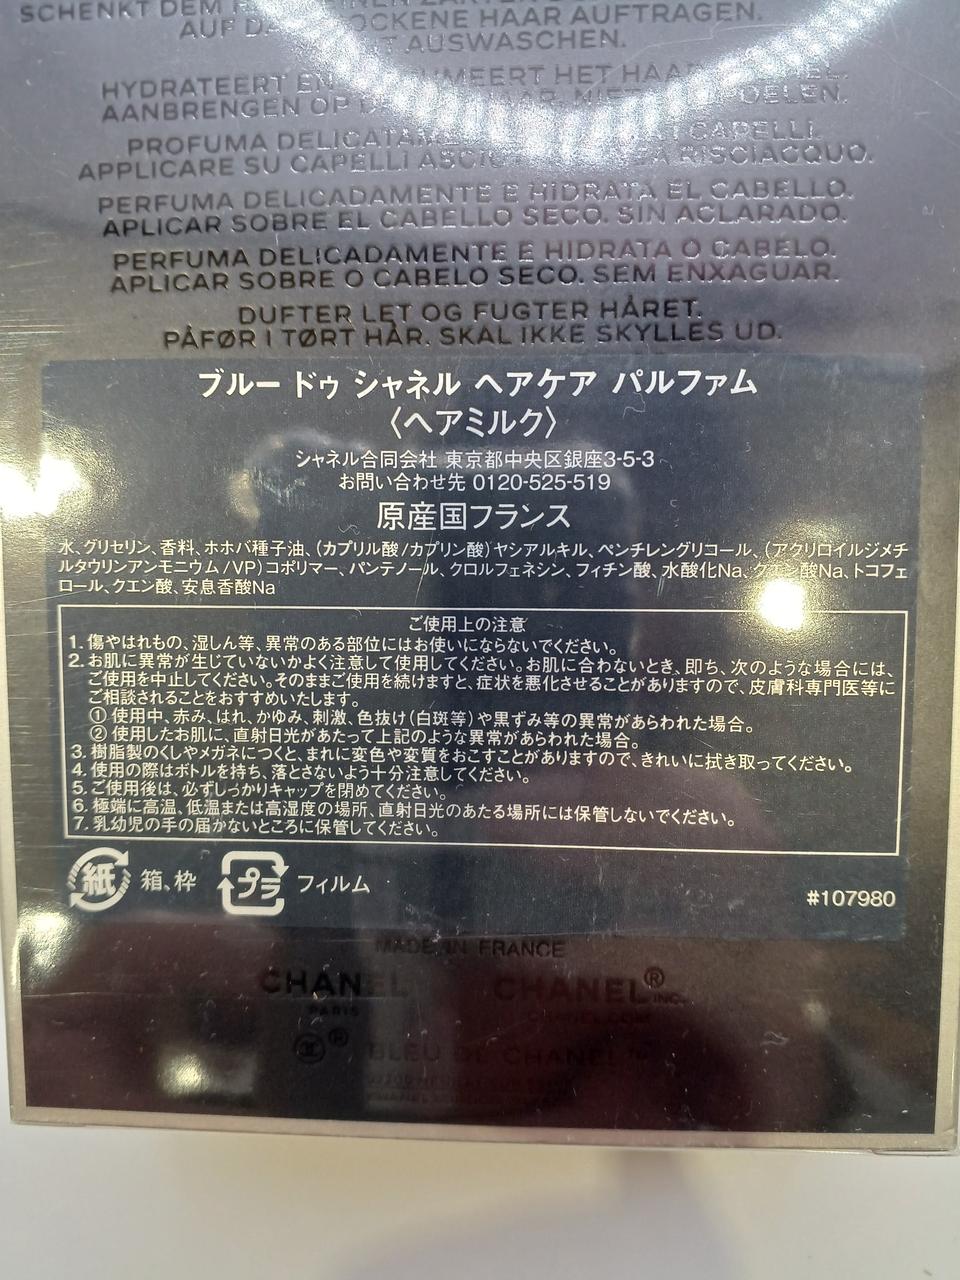 SCHENKT DEM
AUF OCKENE HAAR AUFTRAGEN.
AUSWASCHEN.
HYDRATEERT EN UMEERT HET HAAR
AANBRENGEN OP
PROFUMA DELICATAM CAPELLI.
APPLICARE SU CAPELLI ASCIU RISCIACQUO.
PERFUMA DELICADAMENTE E HIDRATA EL CABELLO.
APLICAR SOBRE EL CABELLO SECO. SIN ACLARADO.
PERFUMA DELICADAMENTE E HIDRATA O CABELO.
APLICAR SOBRE O CABELO SECO. SEM ENXAGUAR.
DUFTER LET OG FUGTER HÅRET.
PÅFØR I TØRT HÅR. SKAL IKKE SKYLLES UD.
ブルー ドゥ シャネル ヘアケア パルファム
〈ヘアミルク〉
シャネル合同会社 東京都中央区銀座3-5-3
お問い合わせ先 0120-525-519
原産国フランス
水、グリセリン、香料、ホホバ種子油、(カプリル酸/カプリン酸)ヤシアルキル、ペンチレングリコール、(アクリロイルジメチ
ルタウリンアンモニウム/VP)コポリマー、パンテノール、クロルフェネシン、フィチン酸、水酸化Na、クエン酸Na、トコフェ
ロール、クエン酸、安息香酸Na
ご使用上の注意
1. 傷やはれもの、湿しん等、異常のある部位にはお使いにならないでください。
2. お肌に異常が生じていないかよく注意して使用してください。お肌に合わないとき、即ち、次のような場合には、
ご使用を中止してください。そのままご使用を続けますと、症状を悪化させることがありますので、皮膚科専門医等に
ご相談されることをおすすめいたします。
① 使用中、赤み、はれ、かゆみ、刺激、色抜け(白斑等)や黒ずみ等の異常があらわれた場合。
② 使用したお肌に、直射日光があたって上記のような異常があらわれた場合。
3. 樹脂製のくしやメガネにつくと、まれに変色や変質をおこすことがありますので、きれいに拭き取ってください。
4. 使用の際はボトルを持ち、落とさないよう十分注意してください。
5. ご使用後は、必ずしっかりキャップを閉めてください。
6. 極端に高温、低温または高湿度の場所、直射日光のあたる場所には保管しないでください。
7. 乳幼児の手の届かないところに保管してください。
紙 箱、枠 プラ フィルム #107980
MADE IN FRANCE
CHANEL CHANEL® INC.
PARIS CHANEL.COM
® BLEU DE CHANEL